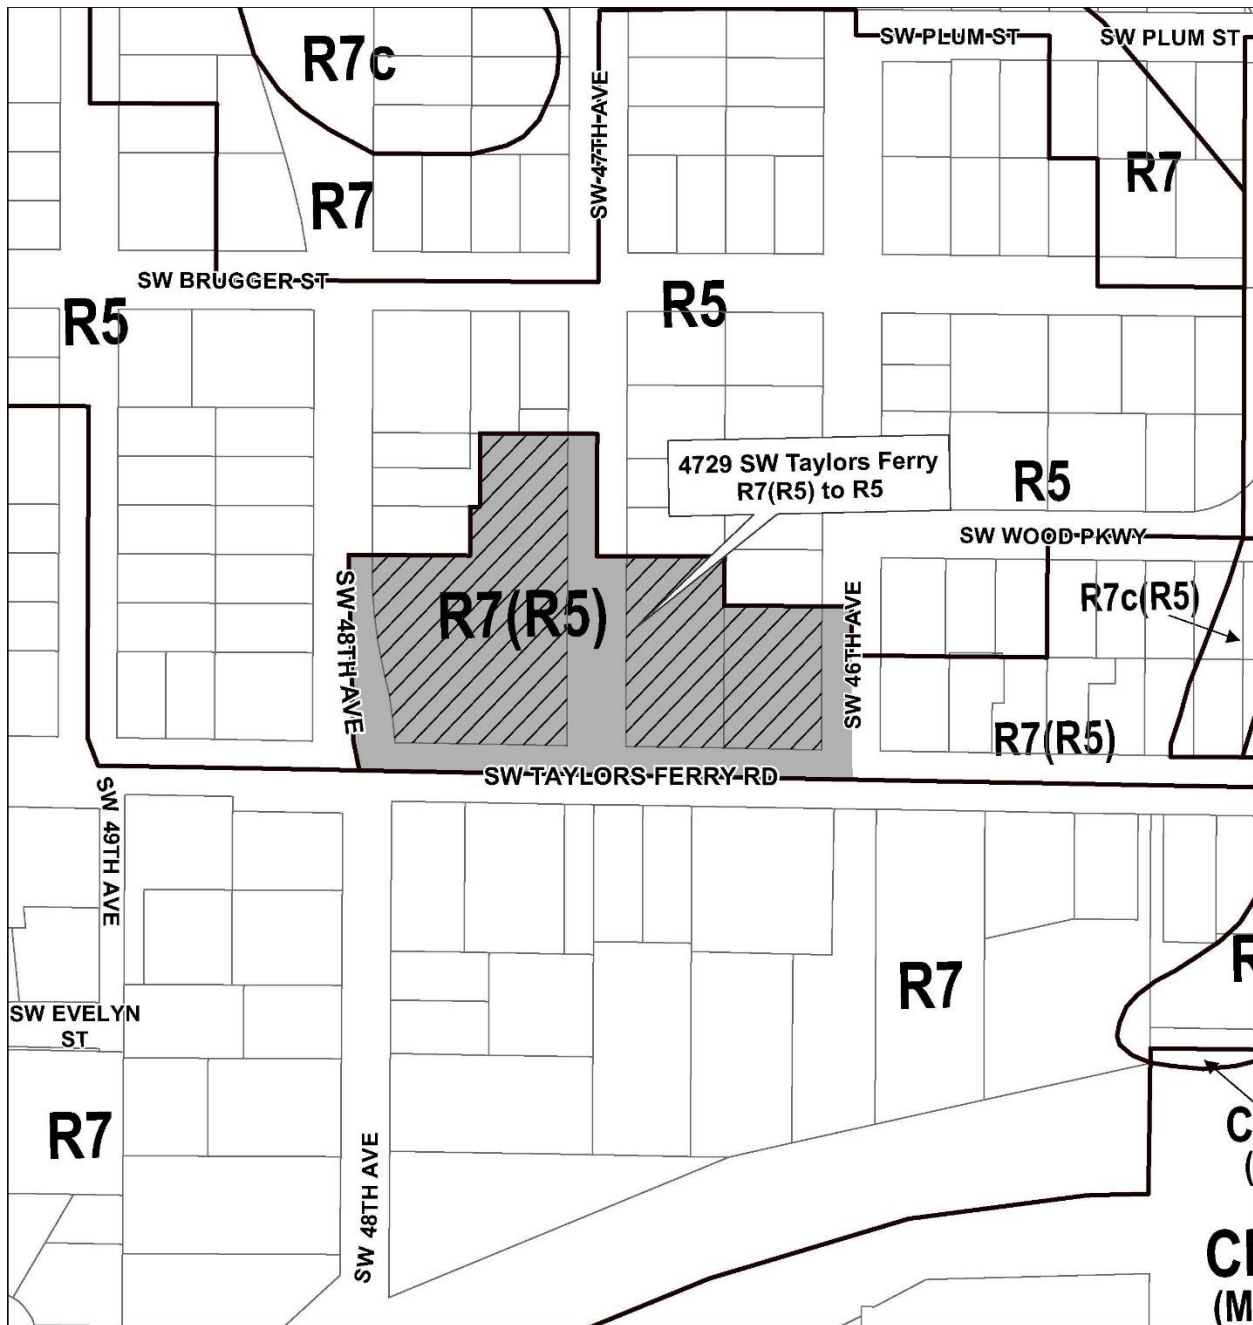 SW PLUM ST
SW PLUM ST
R7c
SW 47TH AVE
R7
R7
SW BRUGGER ST
R5
R5
4729 SW Taylors Ferry
R7(R5) to R5
R5
SW WOOD PKWY
R7(R5)
SW 48TH AVE
SW 46TH AVE
R7c(R5)
R7(R5)
SW TAYLORS FERRY RD
SW 49TH AVE
R7
R
SW EVELYN
ST
R7
SW 48TH AVE
C
(
(M